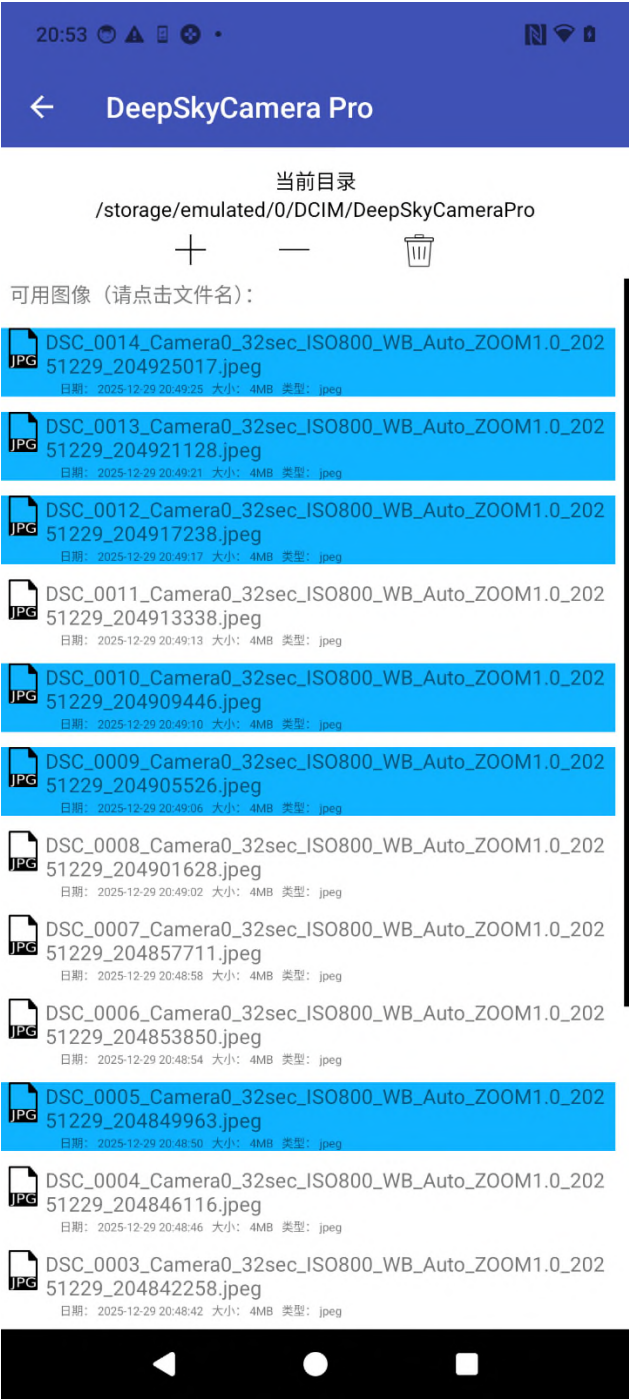 20:53
DeepSkyCamera Pro
当前目录
/storage/emulated/0/DCIM/DeepSkyCameraPro
可用图像（请点击文件名）：
JPG
DSC_0014_Camera0_32sec_ISO800_WB_Auto_ZOOM1.0_202
51229_204925017.jpeg
日期： 2025-12-29 20:49:25 大小： 4MB 类型： jpeg
JPG
DSC_0013_Camera0_32sec_ISO800_WB_Auto_ZOOM1.0_202
51229_204921128.jpeg
日期： 2025-12-29 20:49:21 大小： 4MB 类型： jpeg
JPG
DSC_0012_Camera0_32sec_ISO800_WB_Auto_ZOOM1.0_202
51229_204917238.jpeg
日期： 2025-12-29 20:49:17 大小： 4MB 类型： jpeg
JPG
DSC_0011_Camera0_32sec_ISO800_WB_Auto_ZOOM1.0_202
51229_204913338.jpeg
日期： 2025-12-29 20:49:13 大小： 4MB 类型： jpeg
JPG
DSC_0010_Camera0_32sec_ISO800_WB_Auto_ZOOM1.0_202
51229_204909446.jpeg
日期： 2025-12-29 20:49:10 大小： 4MB 类型： jpeg
JPG
DSC_0009_Camera0_32sec_ISO800_WB_Auto_ZOOM1.0_202
51229_204905526.jpeg
日期： 2025-12-29 20:49:06 大小： 4MB 类型： jpeg
JPG
DSC_0008_Camera0_32sec_ISO800_WB_Auto_ZOOM1.0_202
51229_204901628.jpeg
日期： 2025-12-29 20:49:02 大小： 4MB 类型： jpeg
JPG
DSC_0007_Camera0_32sec_ISO800_WB_Auto_ZOOM1.0_202
51229_204857711.jpeg
日期： 2025-12-29 20:48:58 大小： 4MB 类型： jpeg
JPG
DSC_0006_Camera0_32sec_ISO800_WB_Auto_ZOOM1.0_202
51229_204853850.jpeg
日期： 2025-12-29 20:48:54 大小： 4MB 类型： jpeg
JPG
DSC_0005_Camera0_32sec_ISO800_WB_Auto_ZOOM1.0_202
51229_204849963.jpeg
日期： 2025-12-29 20:48:50 大小： 4MB 类型： jpeg
JPG
DSC_0004_Camera0_32sec_ISO800_WB_Auto_ZOOM1.0_202
51229_204846116.jpeg
日期： 2025-12-29 20:48:46 大小： 4MB 类型： jpeg
JPG
DSC_0003_Camera0_32sec_ISO800_WB_Auto_ZOOM1.0_202
51229_204842258.jpeg
日期： 2025-12-29 20:48:42 大小： 4MB 类型： jpeg